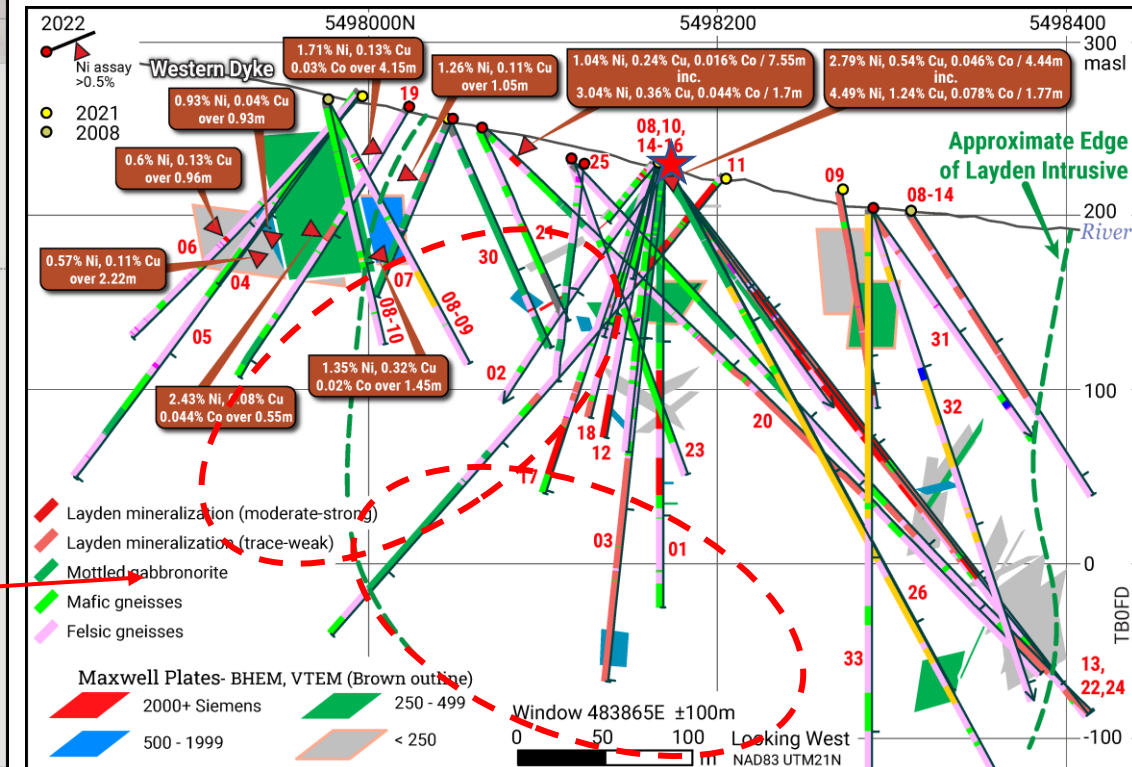 2022
5498000N
5498200
5498400
Ni assay
>0.5%
2021
2008
Western Dyke
1.71% Ni, 0.13% Cu
0.03% Co over 4.15m
1.26% Ni, 0.11% Cu
over 1.05m
1.04% Ni, 0.24% Cu, 0.016% Co / 7.55m
inc.
3.04% Ni, 0.36% Cu, 0.044% Co / 1.7m
2.79% Ni, 0.54% Cu, 0.046% Co / 4.44m
inc.
4.49% Ni, 1.24% Cu, 0.078% Co / 1.77m
300
masl
0.93% Ni, 0.04% Cu
over 0.93m
19
08,10,
14-16
Approximate Edge
of Layden Intrusive
0.6% Ni, 0.13% Cu
over 0.96m
25
11
09
08-14
200
River
06
04
21
30
0.57% Ni, 0.11% Cu
over 2.22m
07
08-10
08-09
05
31
1.35% Ni, 0.32% Cu
0.02% Co over 1.45m
02
2.43% Ni, 0.08% Cu
0.044% Co over 0.55m
100
32
20
18
12
23
17
Layden mineralization (moderate-strong)
Layden mineralization (trace-weak)
Mottled gabbronorite
Mafic gneisses
Felsic gneisses
03
01
0
26
TB0FD
33
13,
22,24
Maxwell Plates- BHEM, VTEM (Brown outline)
2000+ Siemens
250 - 499
500 - 1999
< 250
Window 483865E ±100m
0
50
100
m
Looking West
NAD83 UTM21N
-100